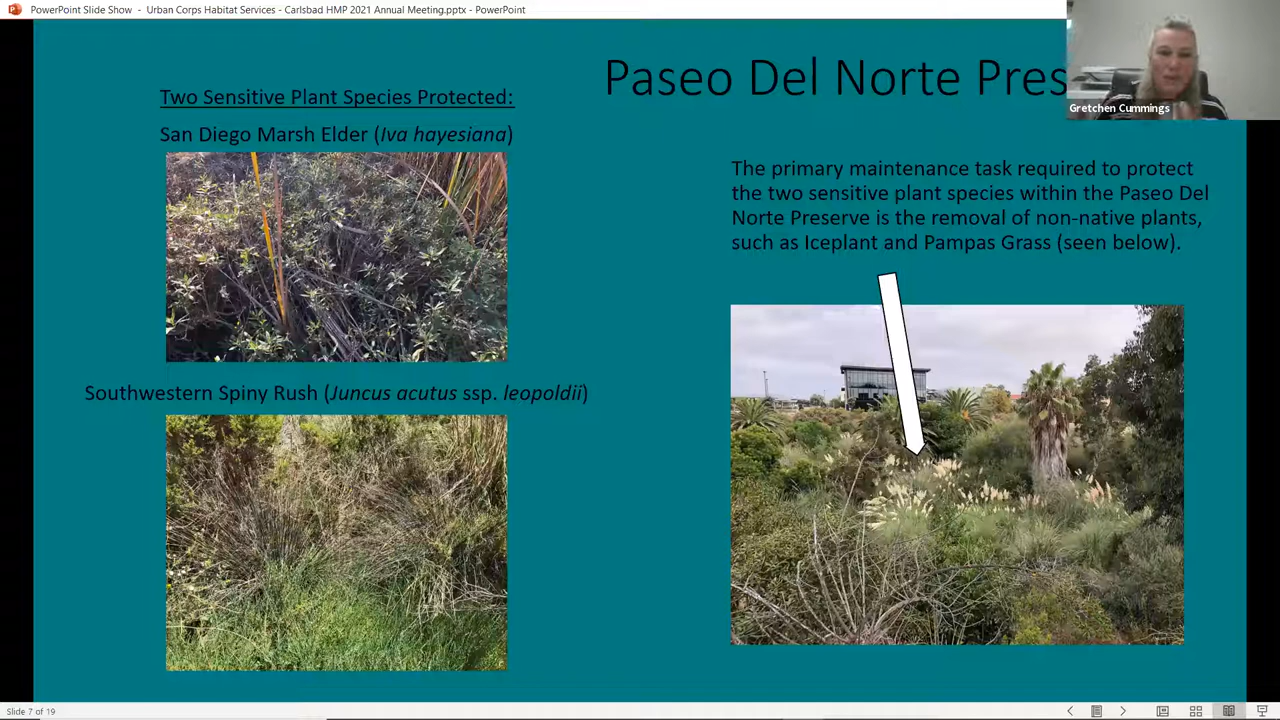 PowerPoint Slide Show - Urban Corps Habitat Services - Carlsbad HMP 2021 Annual Meeting.pptx - PowerPoint
Paseo Del Norte Pres
Gretchen Cummings
Two Sensitive Plant Species Protected:
San Diego Marsh Elder (Iva hayesiana)
Southwestern Spiny Rush (Juncus acutus ssp. leopoldii)
The primary maintenance task required to protect
the two sensitive plant species within the Paseo Del
Norte Preserve is the removal of non-native plants,
such as Iceplant and Pampas Grass (seen below).
Slide 7 of 19